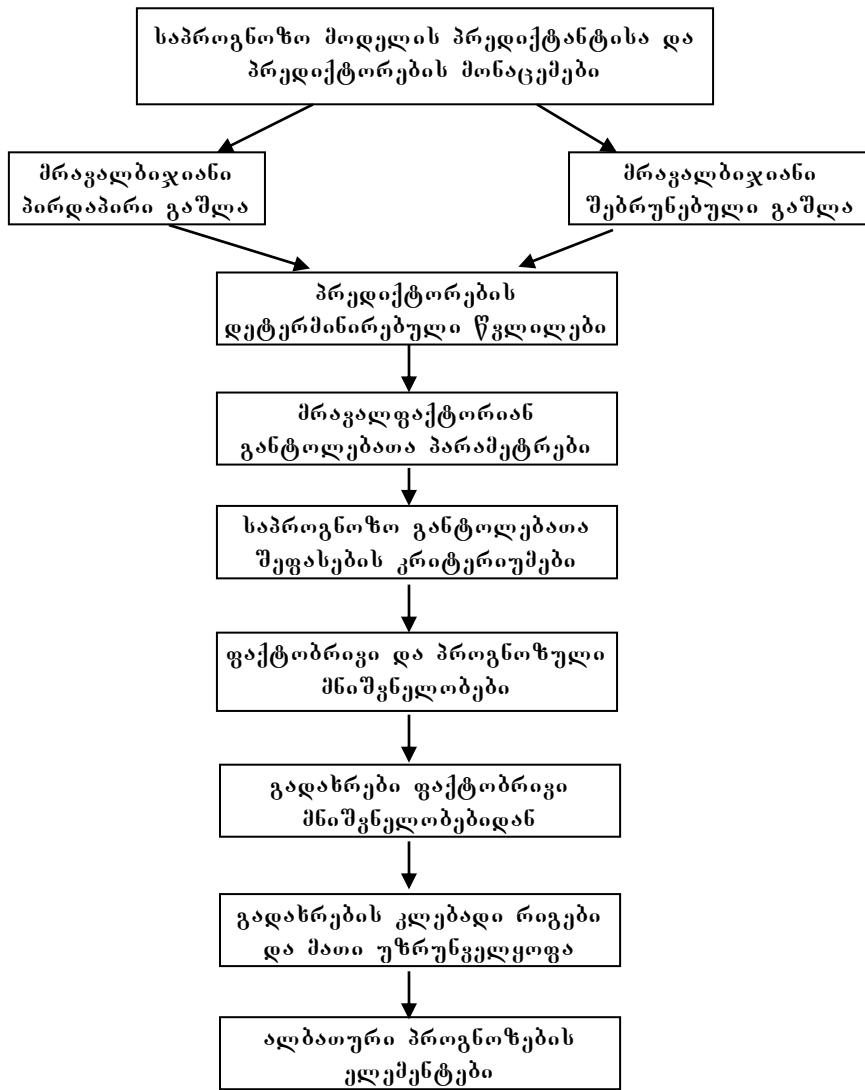 საპროგნოზო მოდელის პრედიქტანტისა და
პრედიქტორების მონაცემები
მრავალბიჯიანი
პირდაპირი გაშლა
მრავალბიჯიანი
შებრუნებული გაშლა
პრედიქტორების
დეტერმინირებული წვლილები
მრავალფაქტორიან
განტოლებათა პარამეტრები
საპროგნოზო განტოლებათა
შეფასების კრიტერიუმები
ფაქტობრივი და პროგნოზული
მნიშვნელობები
გადახრები ფაქტობრივი
მნიშვნელობებიდან
გადახრების კლებადი რიგები
და მათი უზრუნველყოფა
ალბათური პროგნოზების
ელემენტები